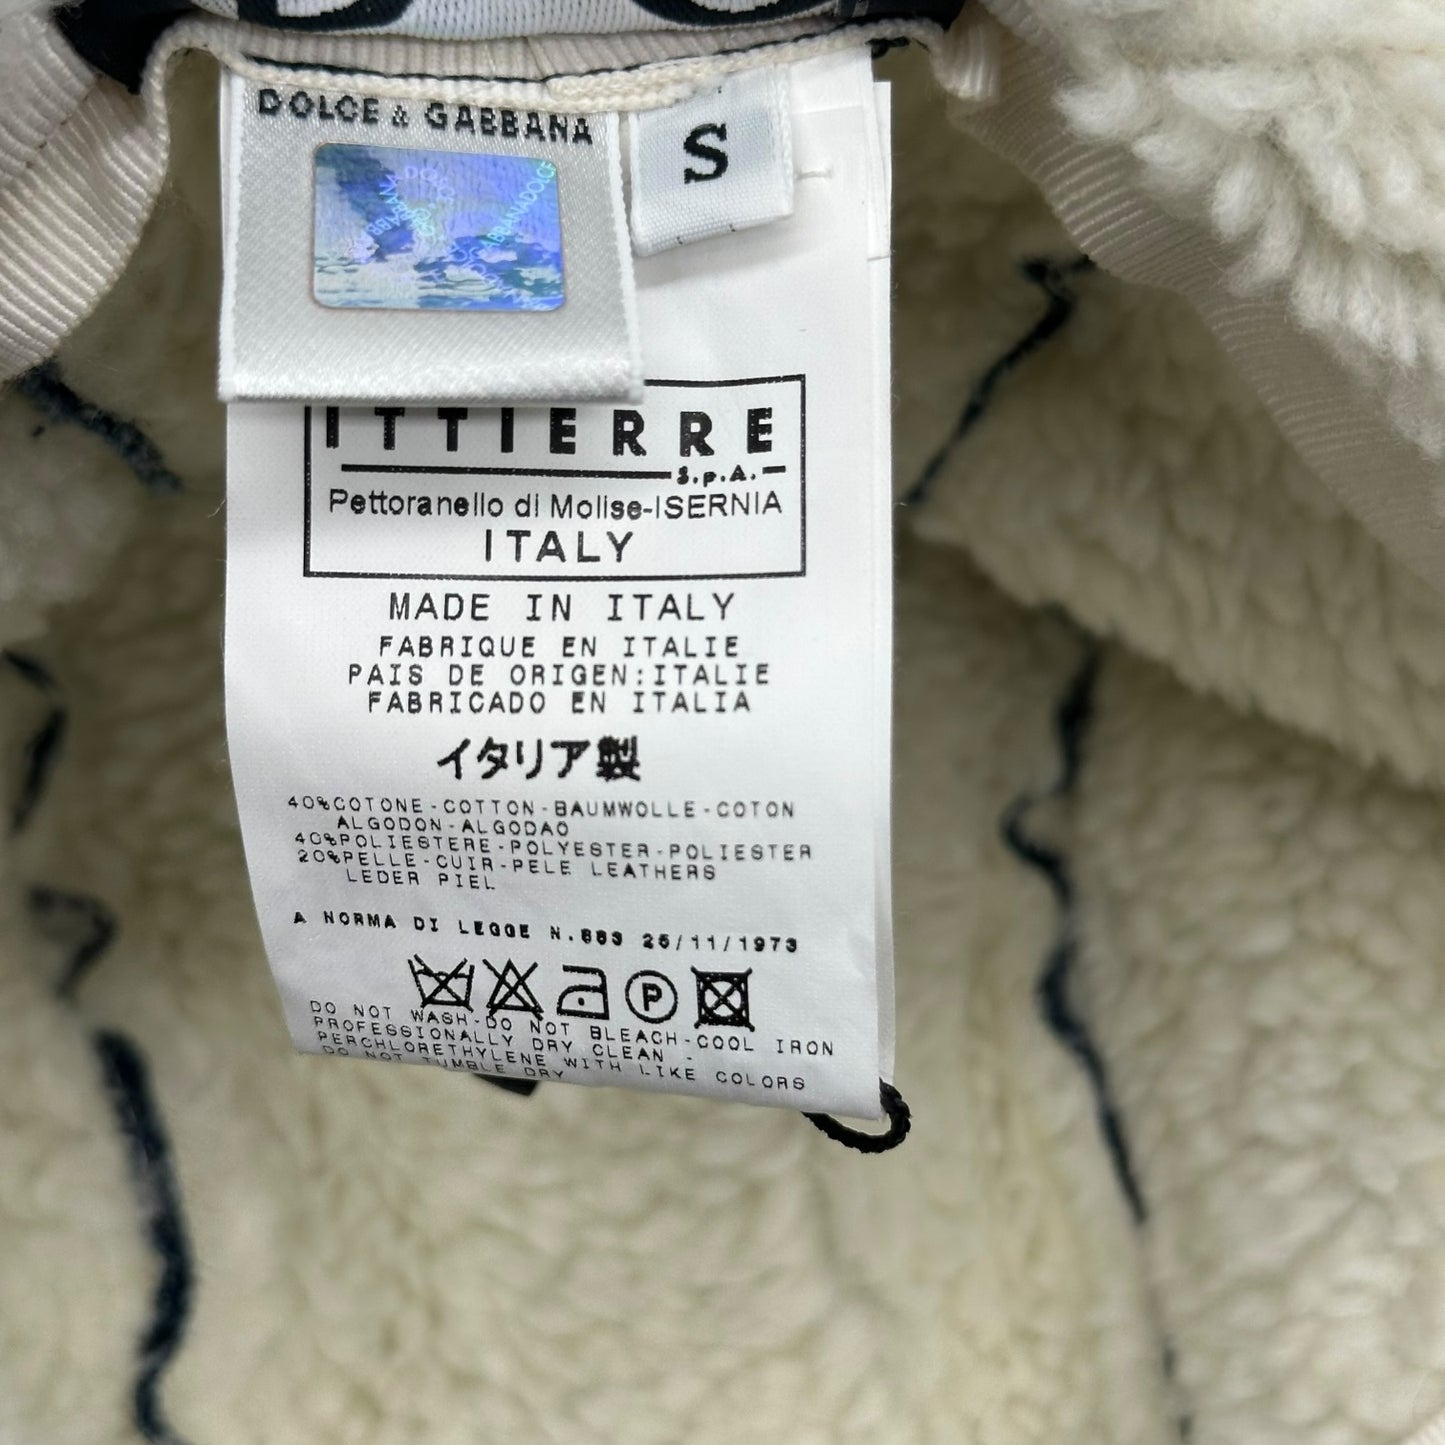 DOLCE & GABBANA
S
ITTIERRE
S.p.A.
Pettoranello di Molise-ISERNIA
ITALY
MADE IN ITALY
FABRIQUE EN ITALIE
PAIS DE ORIGEN:ITALIE
FABRICADO EN ITALIA
イタリア製
40%COTONE-COTTON-BAUMWOLLE-COTON
ALGODON-ALGODAO
40%POLIESTERE-POLYESTER-POLIESTER
20%PELLE-CUIR-PELE LEATHERS
LEDER PIEL
A NORMA DI LEGGE N.883 25/11/1973
P
DO NOT WASH-DO NOT BLEACH-COOL IRON
PROFESSIONALLY DRY CLEAN -
PERCHLORETHYLENE WITH LIKE COLORS
DO NOT TUMBLE DRY